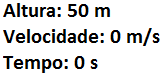 Altura: 50 m
Velocidade: 0 m/s
Tempo: 0 s